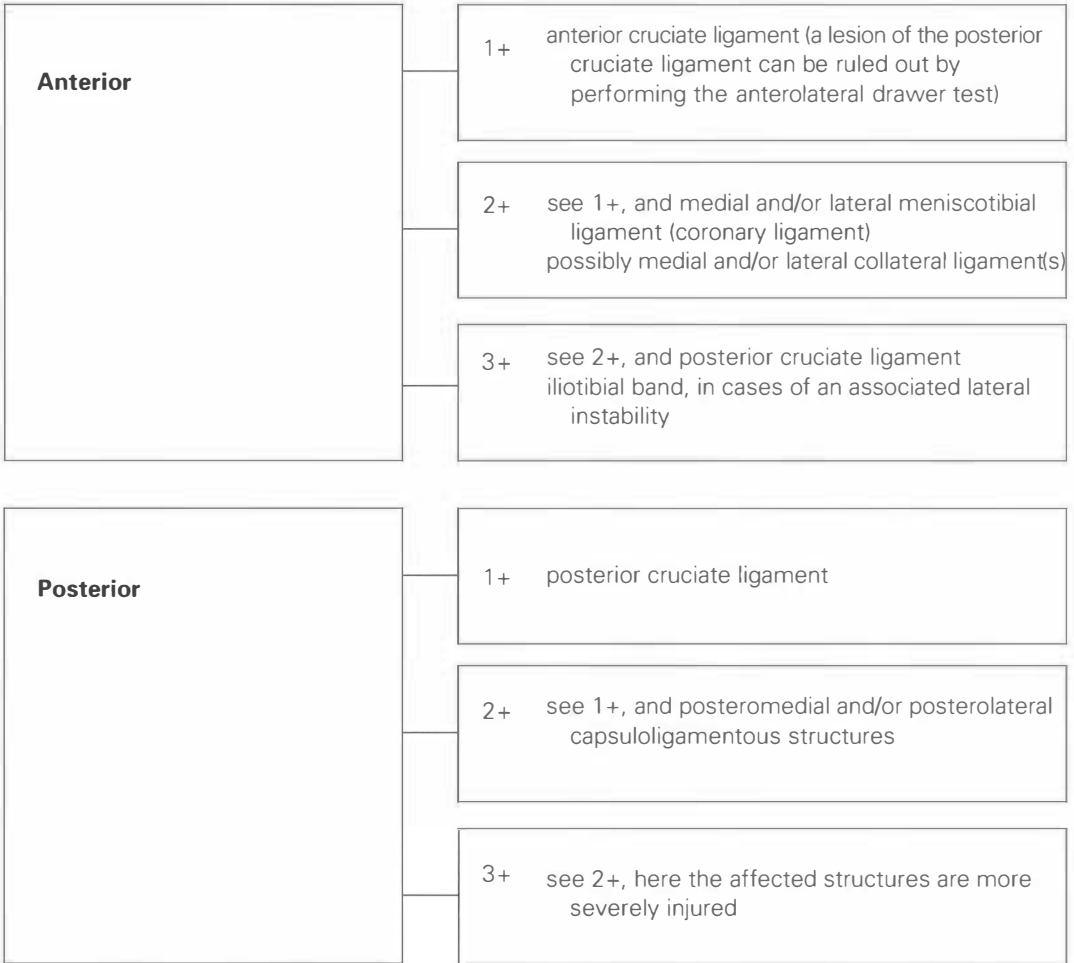 Anterior
1+ anterior cruciate ligament (a lesion of the posterior
cruciate ligament can be ruled out by
performing the anterolateral drawer test)
2+ see 1+, and medial and/or lateral meniscotibial
ligament (coronary ligament)
possibly medial and/or lateral collateral ligament(s)
3+ see 2+, and posterior cruciate ligament
iliotibial band, in cases of an associated lateral
instability
Posterior
1+ posterior cruciate ligament
2+ see 1+, and posteromedial and/or posterolateral
capsuloligamentous structures
3+ see 2+, here the affected structures are more
severely injured